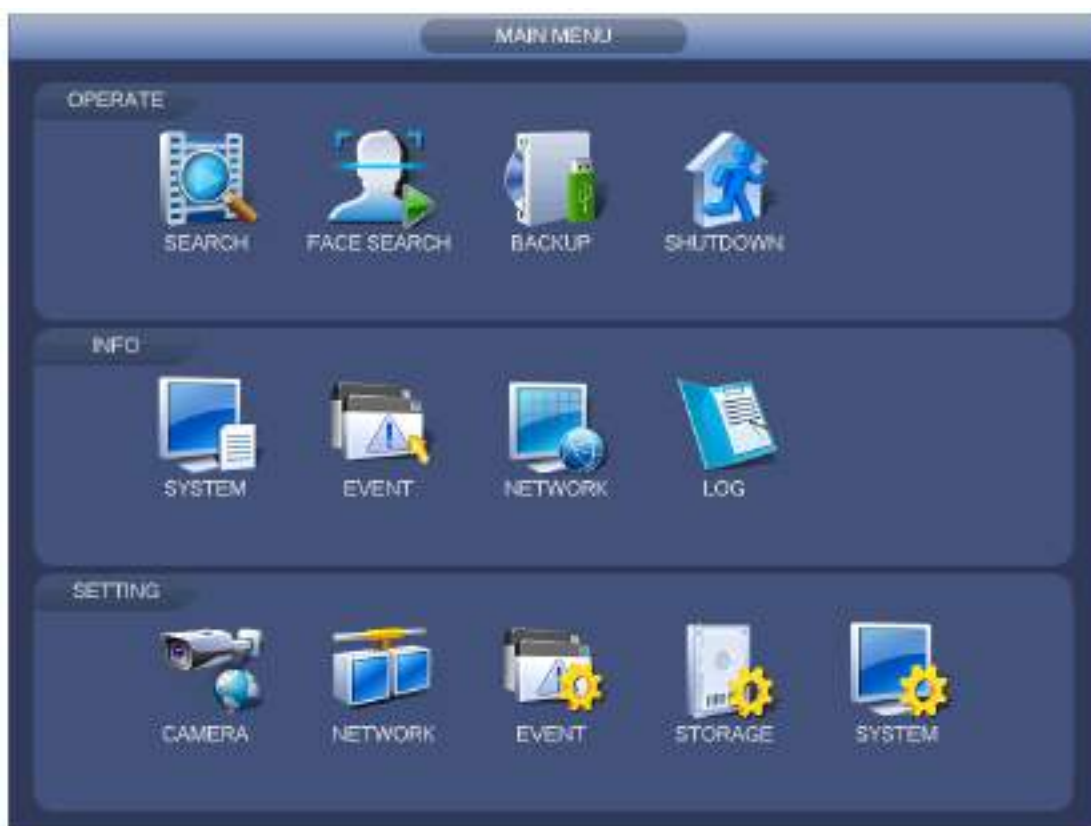 MAIN MENU
OPERATE
SEARCH FACE SEARCH BACKUP SHUTDOWN
INFO
SYSTEM EVENT NETWORK LOG
SETTING
CAMERA NETWORK EVENT STORAGE SYSTEM